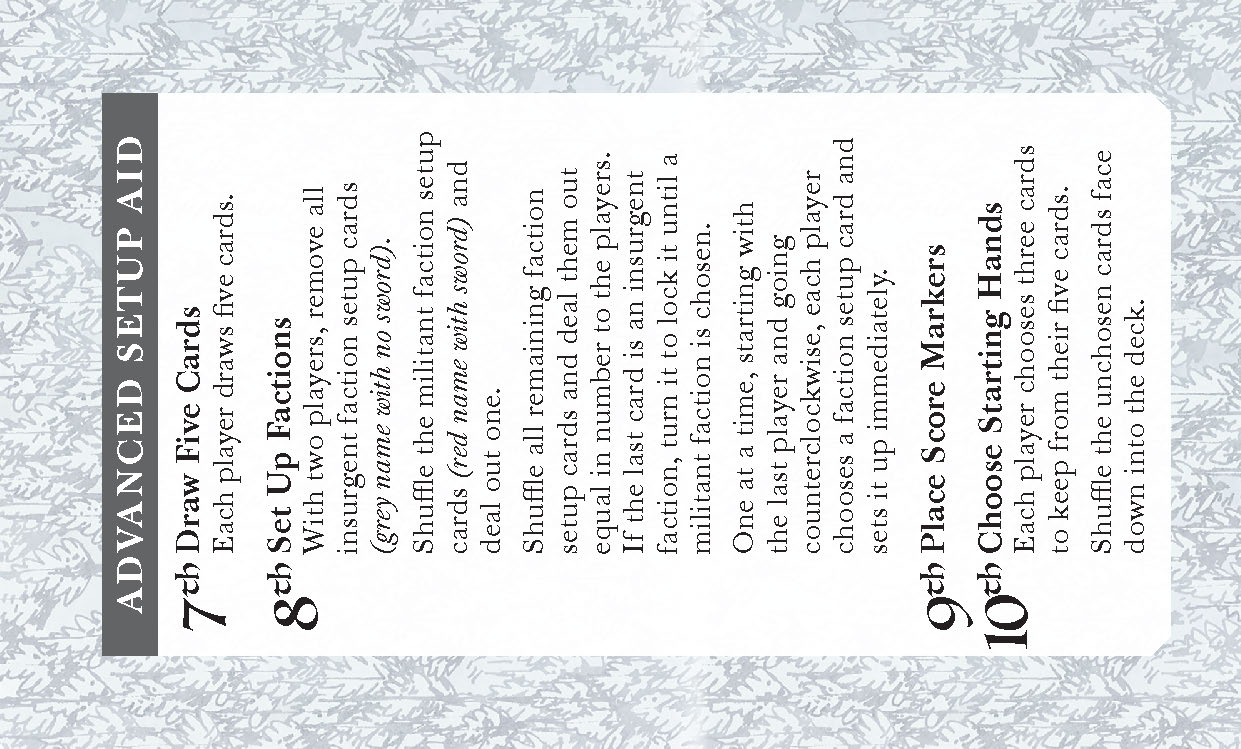 ADVANCED SETUP AID
7th Draw Five Cards
Each player draws five cards.
8th Set Up Factions
With two players, remove all
insurgent faction setup cards
(grey name with no sword).
Shuffle the militant faction setup
cards (red name with sword) and
deal out one.
Shuffle all remaining faction
setup cards and deal them out
equal in number to the players.
If the last card is an insurgent
faction, turn it to lock it until a
militant faction is chosen.
One at a time, starting with
the last player and going
counterclockwise, each player
chooses a faction setup card and
sets it up immediately.
9th Place Score Markers
10th Choose Starting Hands
Each player chooses three cards
to keep from their five cards.
Shuffle the unchosen cards face
down into the deck.